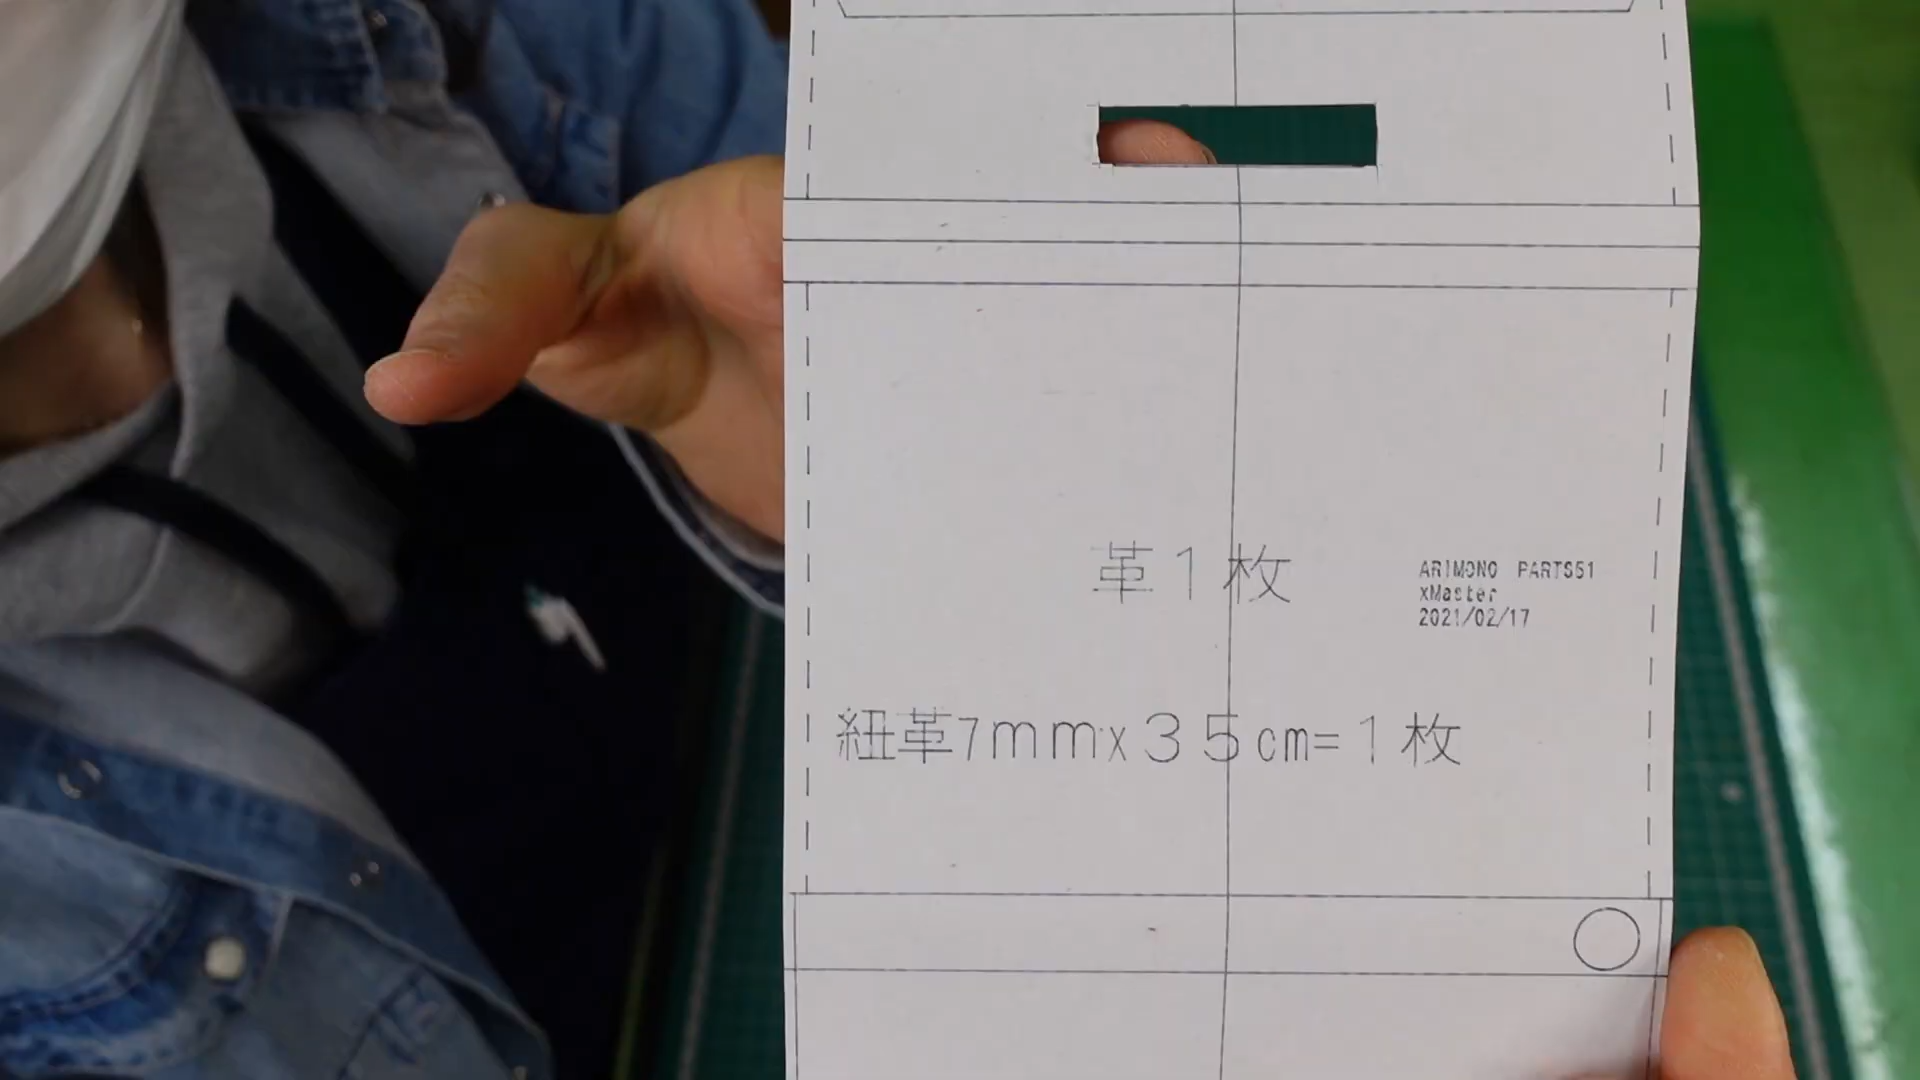 革1枚
ARIMONO PARTS51
xMaster
2021/02/17
紐革7mmx35cm=1枚